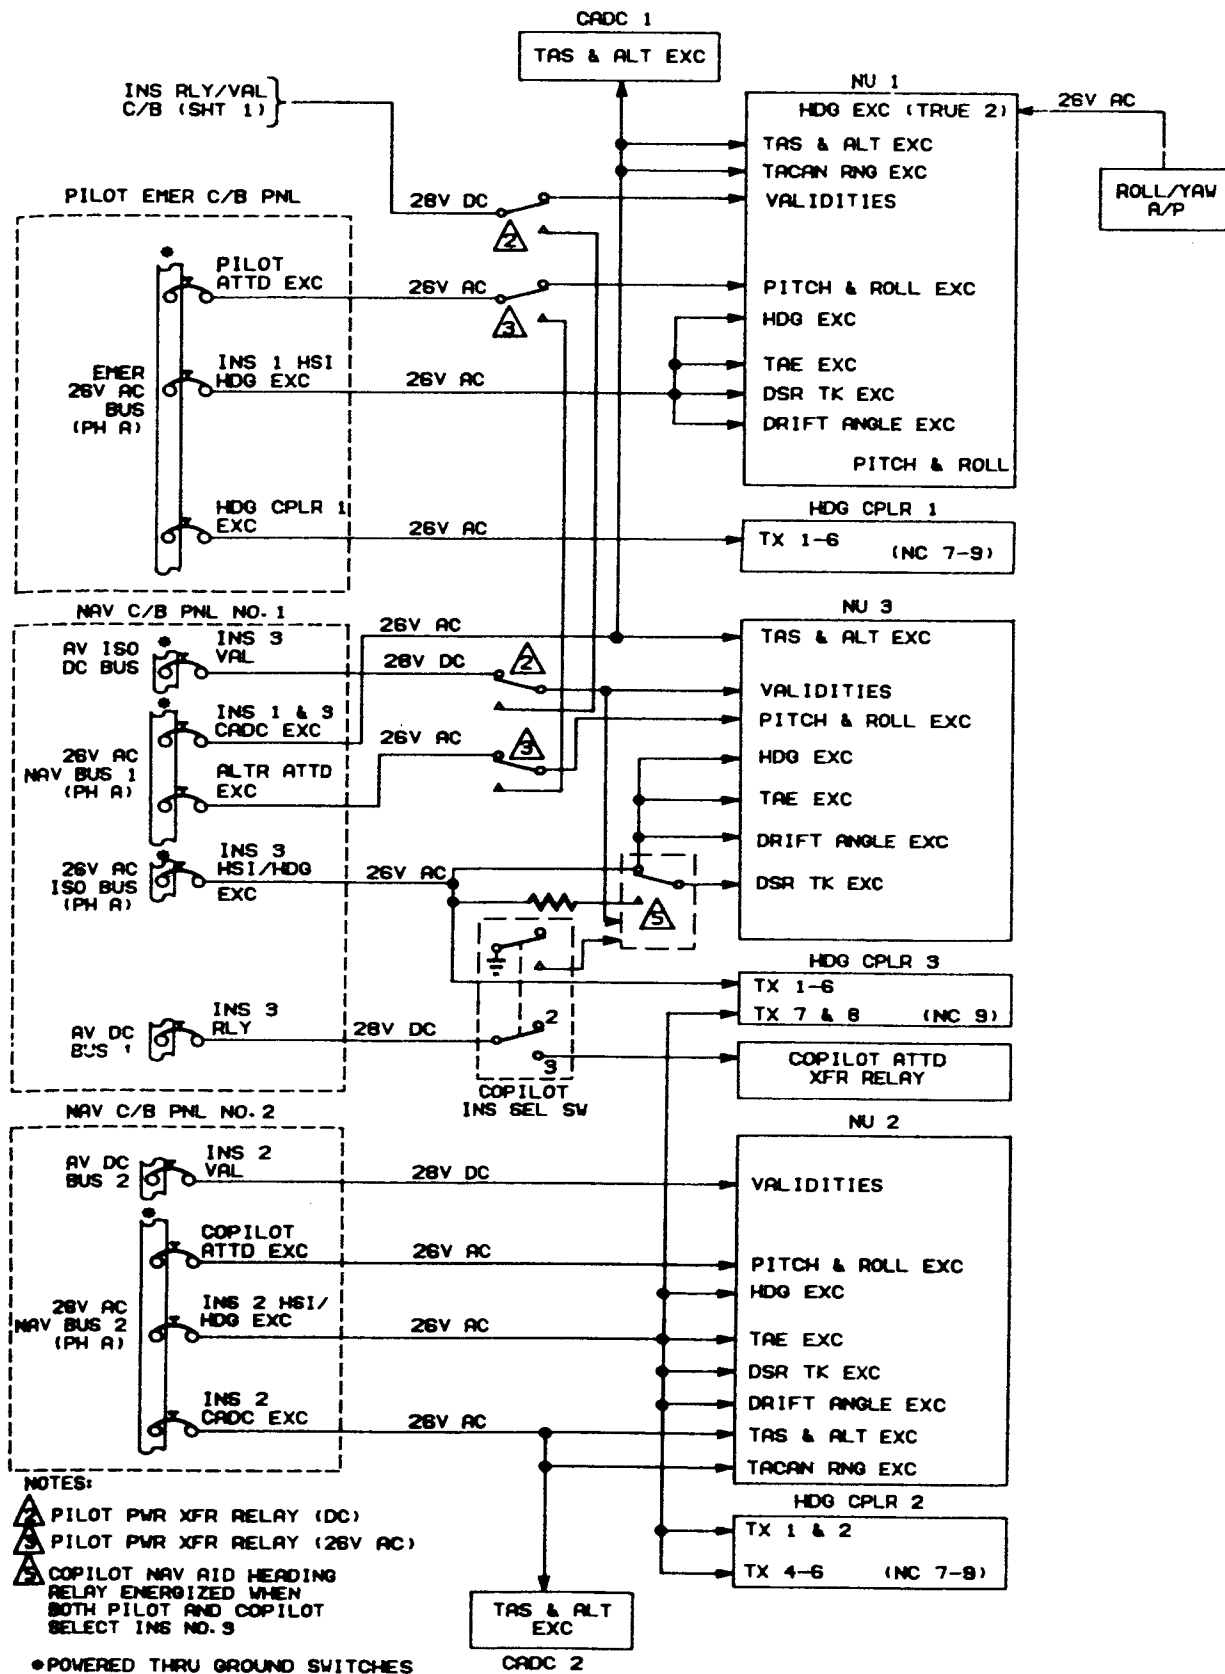 CADC 1
TAS & ALT EXC
INS RLY/VAL
C/B (SHT 1)
NU 1
HDG EXC (TRUE 2)
26V AC
TAS & ALT EXC
TACAN RNG EXC
VALIDITIES
ROLL/YAW
A/P
PILOT EMER C/B PNL
28V DC
2
PILOT
ATTD EXC
26V AC
3
PITCH & ROLL EXC
HDG EXC
EMER
26V AC
BUS
(PH A)
INS 1 HSI
HDG EXC
26V AC
TAE EXC
DSR TK EXC
DRIFT ANGLE EXC
PITCH & ROLL
HDG CPLR 1
EXC
26V AC
HDG CPLR 1
TX 1-6
(NC 7-9)
NAV C/B PNL NO. 1
AV ISO
DC BUS
INS 3
VAL
26V AC
28V DC
2
NU 3
TAS & ALT EXC
VALIDITIES
PITCH & ROLL EXC
INS 1 & 3
CADC EXC
26V AC
NAV BUS 1
(PH A)
26V AC
3
ALTR ATTD
EXC
HDG EXC
TAE EXC
DRIFT ANGLE EXC
DSR TK EXC
26V AC
ISO BUS
(PH A)
INS 3
HSI/HDG
EXC
26V AC
5
HDG CPLR 3
TX 1-6
TX 7 & 8
(NC 9)
AV DC
BUS 1
INS 3
RLY
28V DC
2
3
COPILOT
INS SEL SW
COPILOT ATTD
XFR RELAY
NAV C/B PNL NO. 2
NU 2
AV DC
BUS 2
INS 2
VAL
28V DC
VALIDITIES
COPILOT
ATTD EXC
26V AC
PITCH & ROLL EXC
HDG EXC
26V AC
NAV BUS 2
(PH A)
INS 2 HSI/
HDG EXC
26V AC
TAE EXC
DSR TK EXC
DRIFT ANGLE EXC
INS 2
CADC EXC
26V AC
TAS & ALT EXC
TACAN RNG EXC
HDG CPLR 2
TX 1 & 2
TX 4-6
(NC 7-9)
TAS & ALT
EXC
CADC 2
NOTES:
2 PILOT PWR XFR RELAY (DC)
3 PILOT PWR XFR RELAY (26V AC)
5 COPILOT NAV AID HEADING
RELAY ENERGIZED WHEN
BOTH PILOT AND COPILOT
SELECT INS NO. 3
*POWERED THRU GROUND SWITCHES